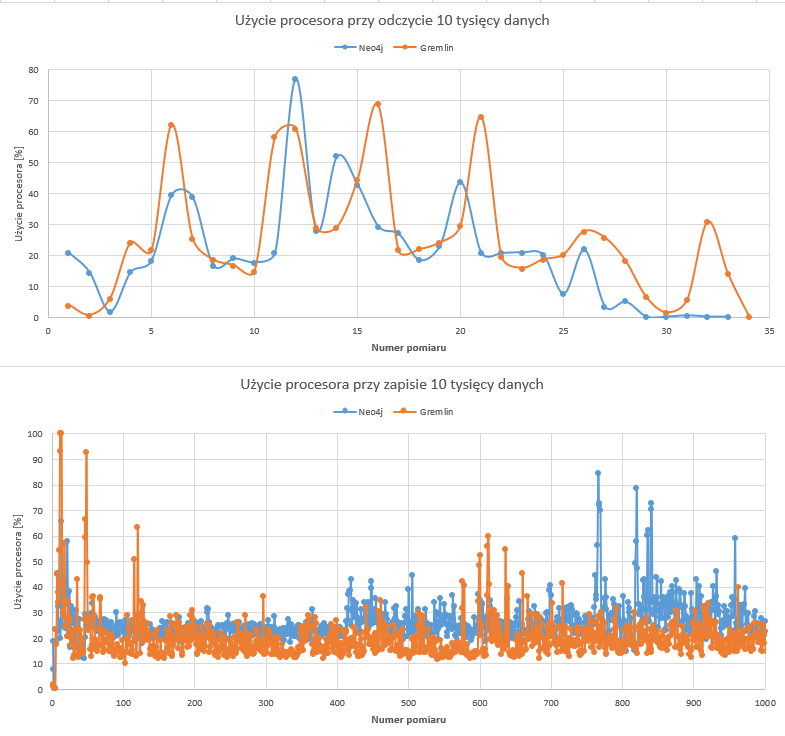 Użycie procesora przy odczycie 10 tysięcy danych
Neo4j Gremlin
Użycie procesora [%]
80
70
60
50
40
30
20
10
0
0 5 10 15 20 25 30 35
Numer pomiaru
Użycie procesora przy zapisie 10 tysięcy danych
Neo4j Gremlin
Użycie procesora [%]
100
90
80
70
60
50
40
30
20
10
0
0 100 200 300 400 500 600 700 800 900 1000
Numer pomiaru